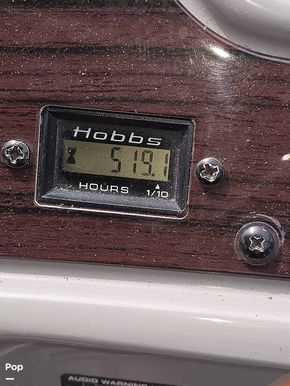 Hobbs
519.1
HOURS 1/10
Pop
AUDIO WARNING